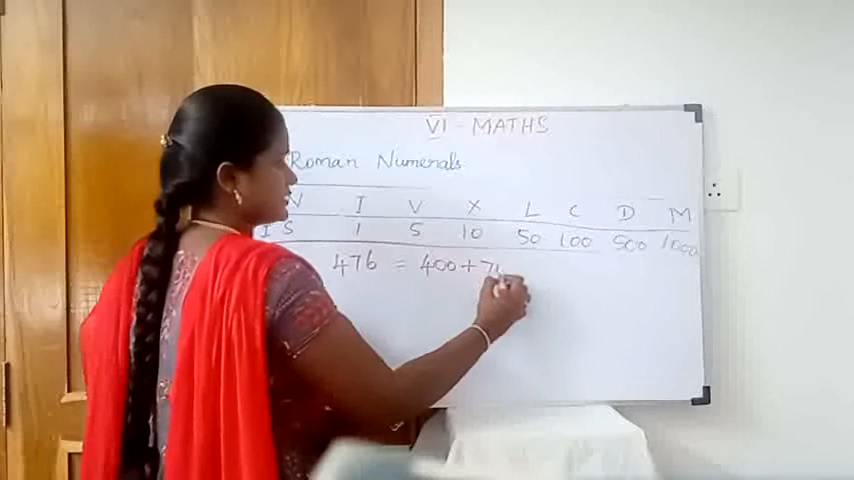 VI - MATHS
Roman Numerals
I V X L C D M
1 5 10 50 100 500 1000
476 = 400 + 7